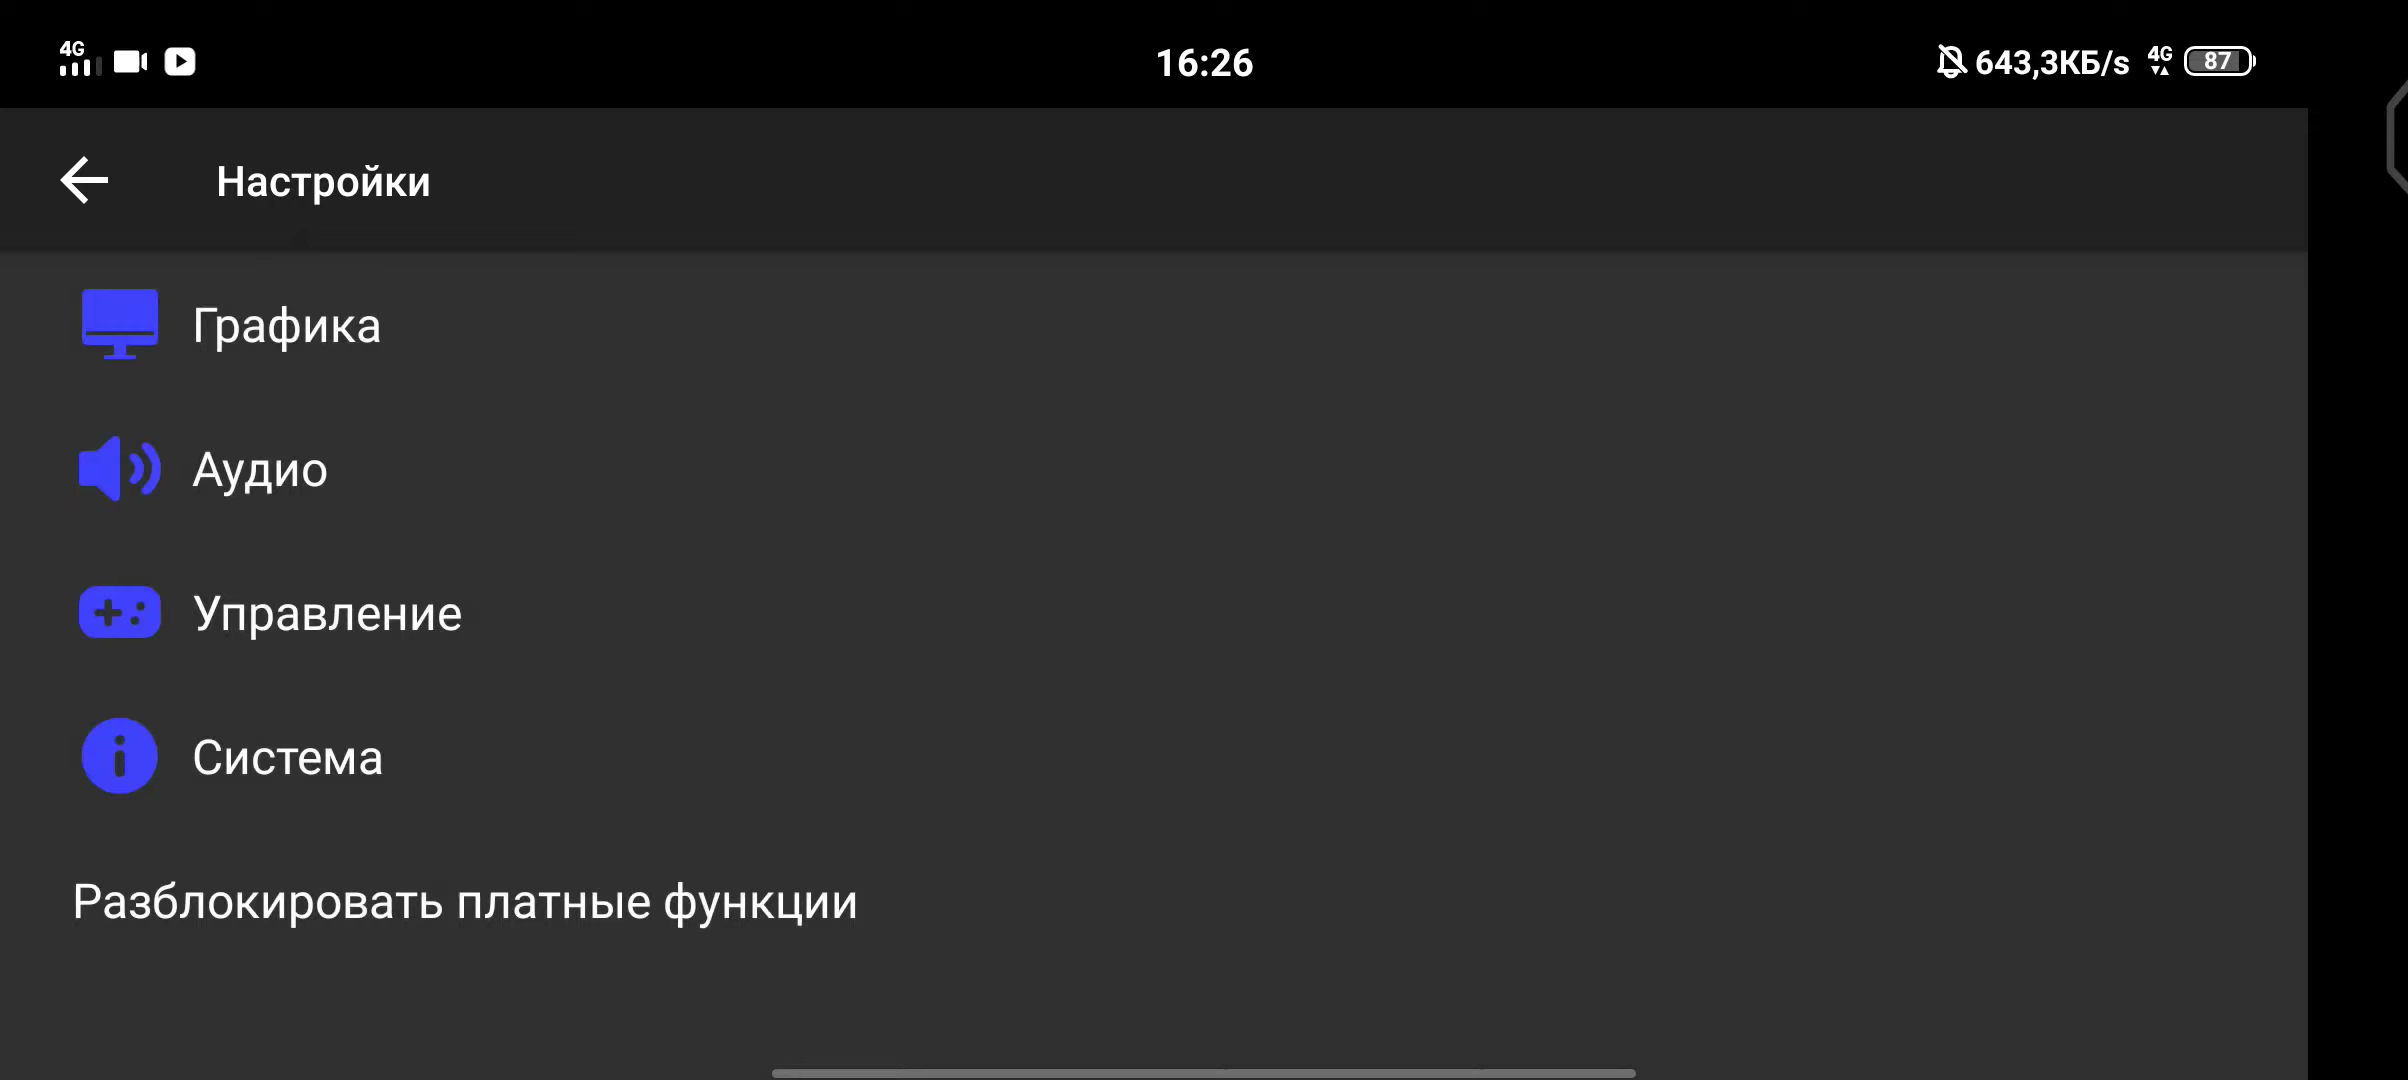 4G 16:26 643,3КБ/s 4G 87
Настройки
Графика
Аудио
Управление
Система
Разблокировать платные функции